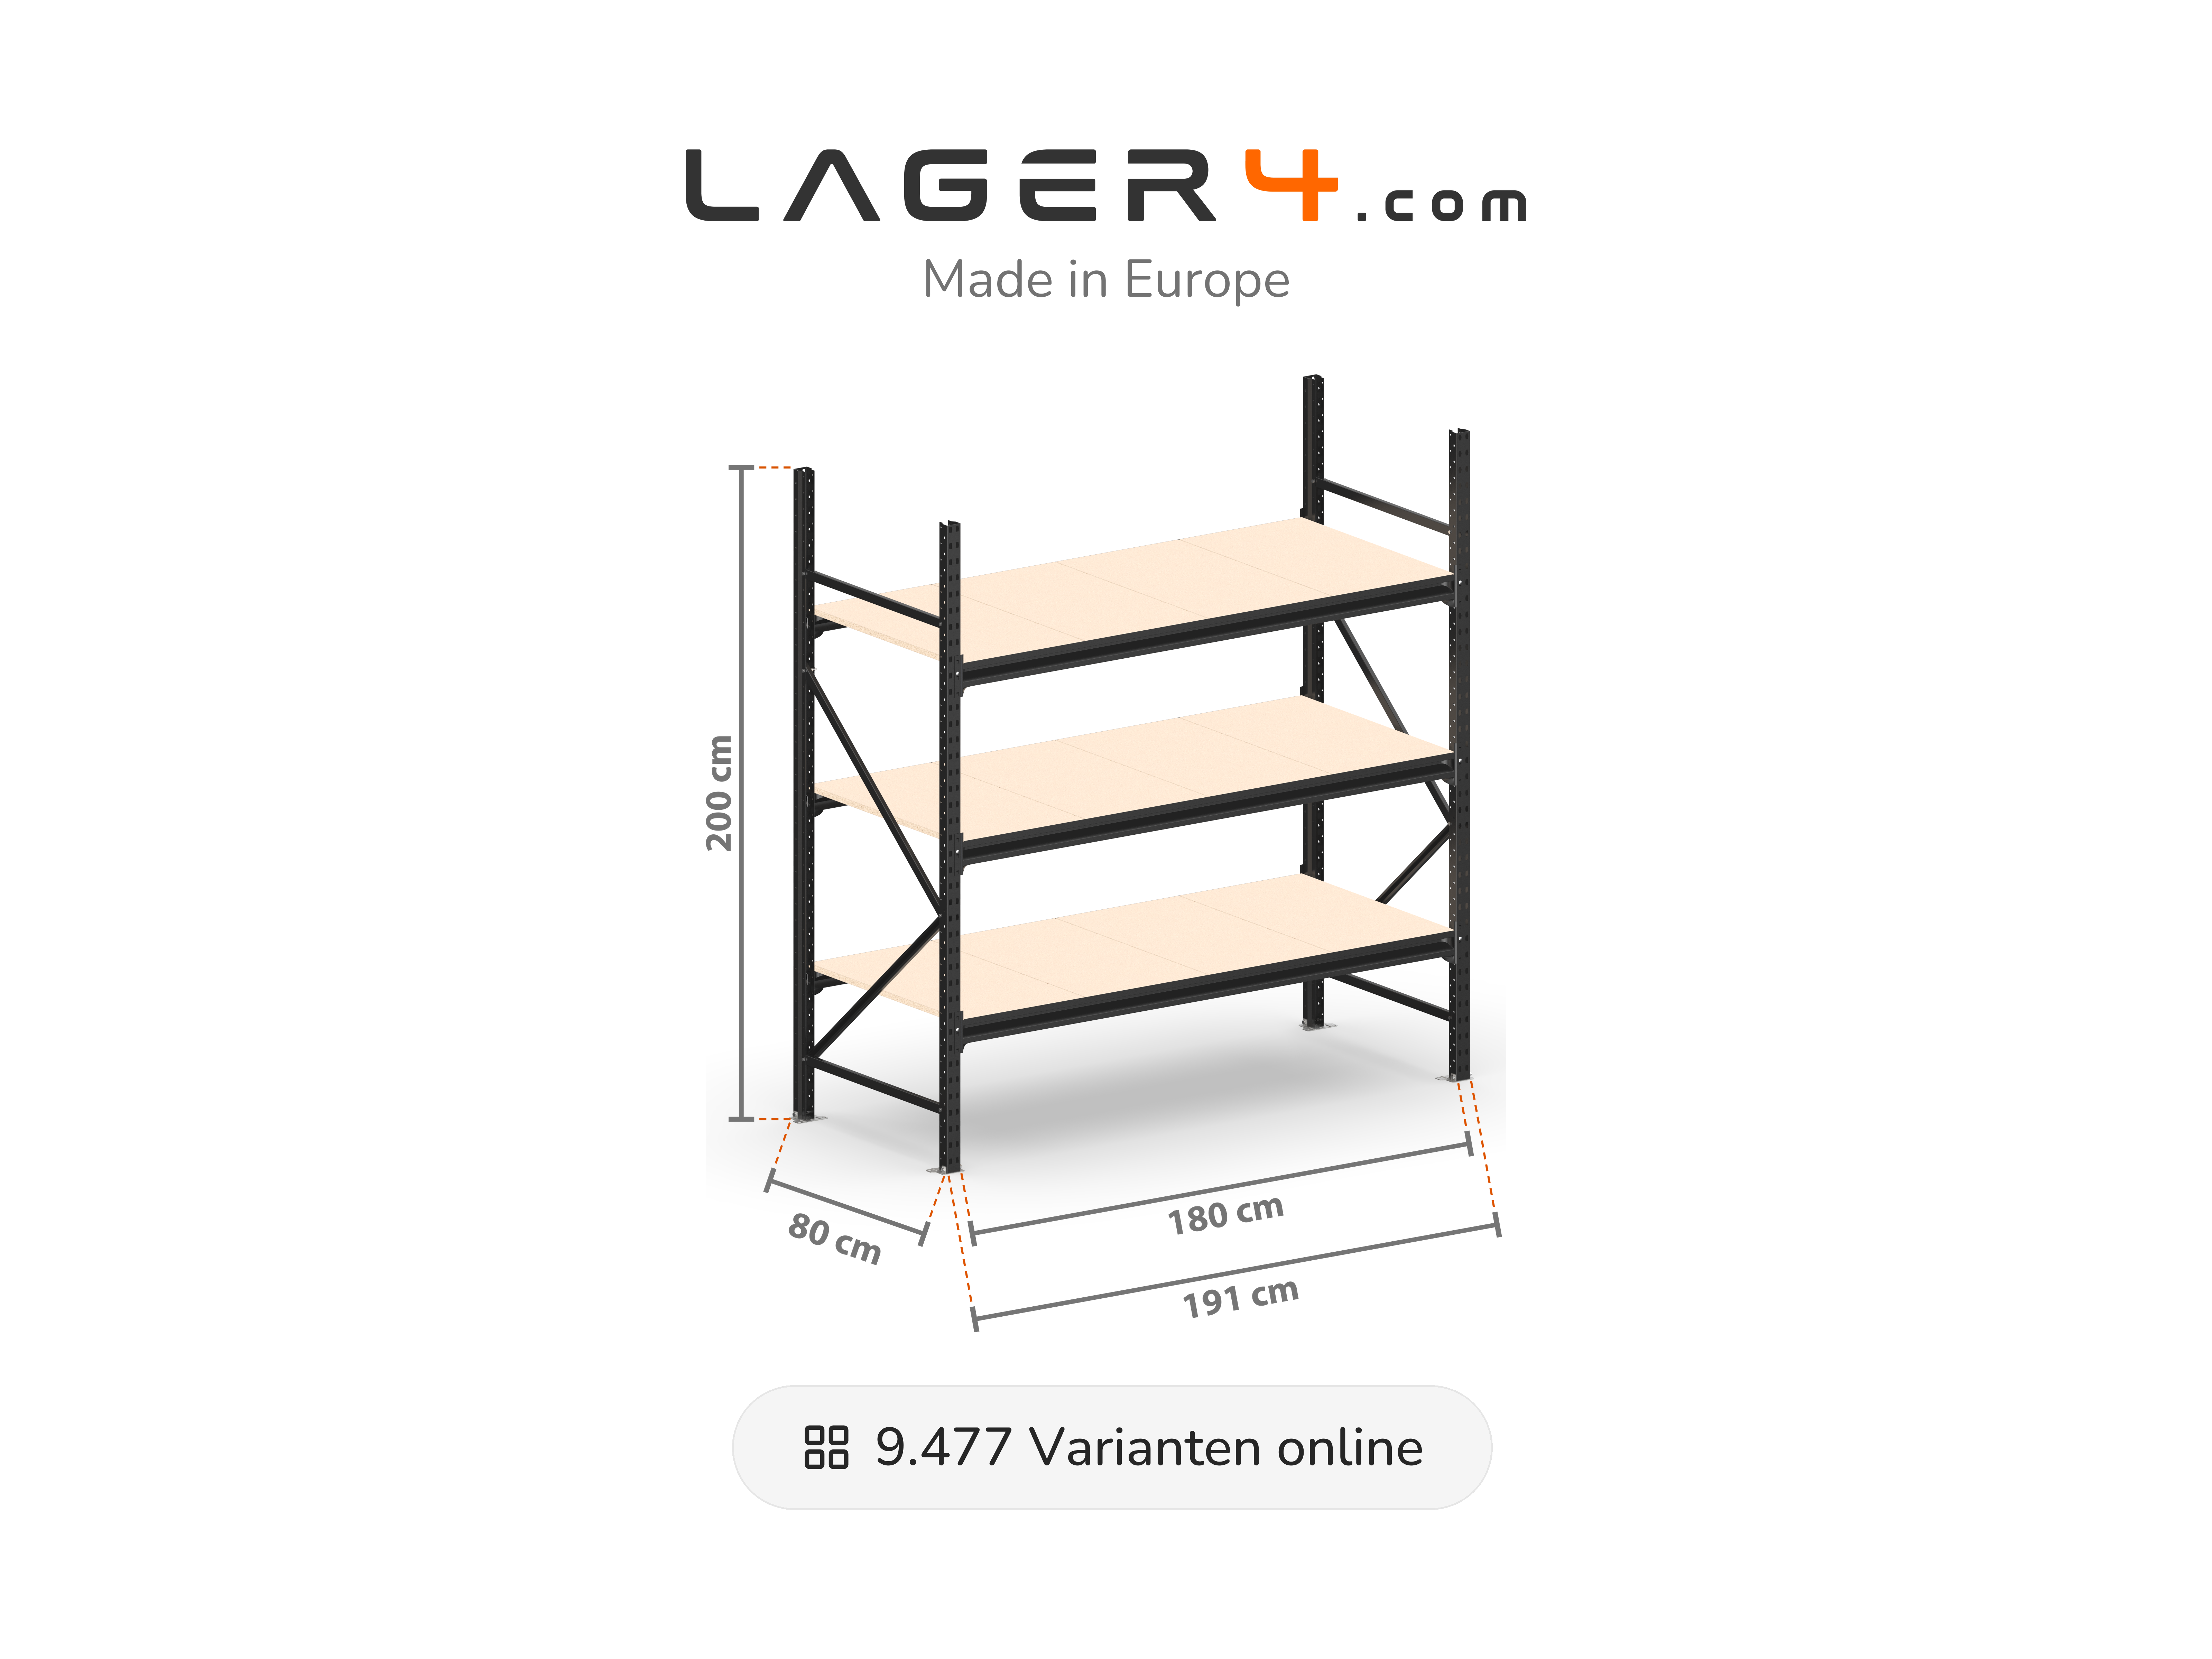 LAGER4.com
Made in Europe
200 cm
80 cm
180 cm
191 cm
9.477 Varianten online